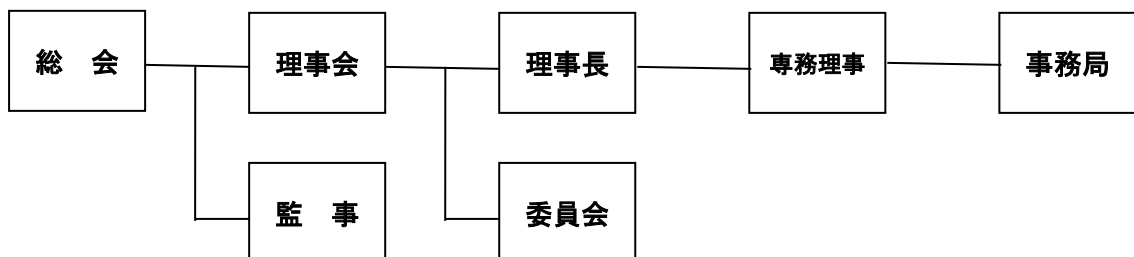 総　会
理事会
理事長
専務理事
事務局
監　事
委員会